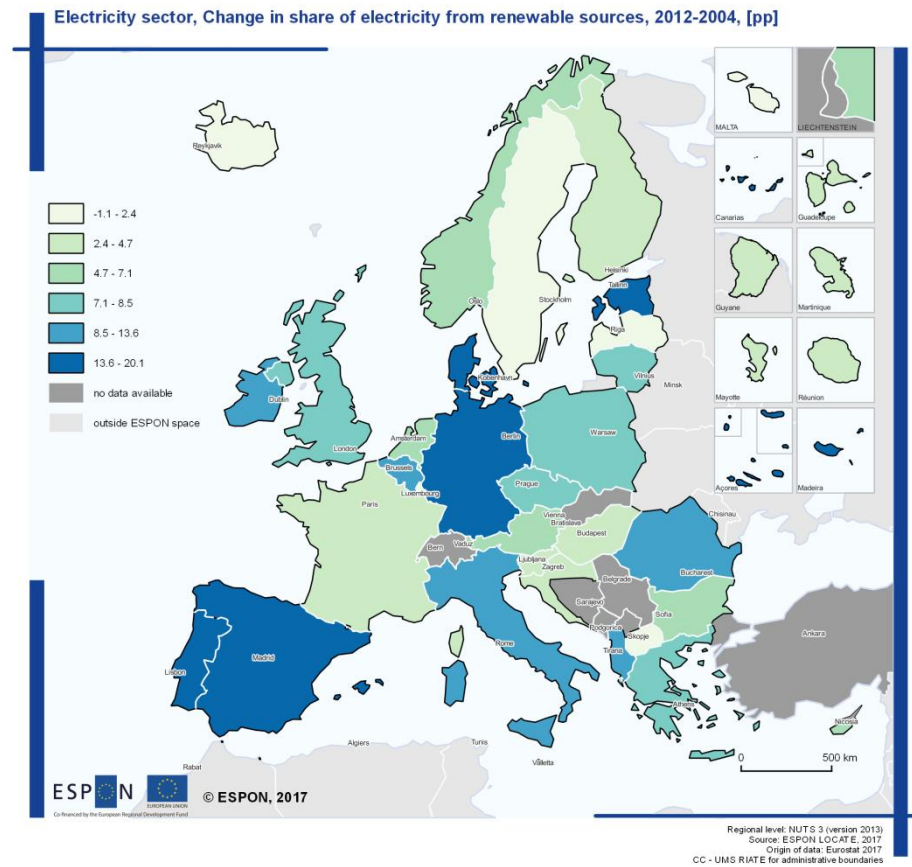 Electricity sector, Change in share of electricity from renewable sources, 2012-2004, [pp]
MALTA
LIECHTENSTEIN
Reykjavik
Canarias
Guadeloupe
-1.1 - 2.4
2.4 - 4.7
4.7 - 7.1
7.1 - 8.5
8.5 - 13.6
13.6 - 20.1
no data available
outside ESPON space
Guyane
Martinique
Mayotte
Réunion
Açores
Madeira
Helsinki
Tallinn
Oslo
Stockholm
Riga
København
Vilnius
Minsk
Dublin
London
Amsterdam
Berlin
Warsaw
Brussels
Luxembourg
Prague
Paris
Vienna
Bratislava
Chisinau
Budapest
Bern
Vaduz
Ljubljana
Zagreb
Bucharest
Belgrade
Sarajevo
Sofia
Podgorica
Skopje
Ankara
Tirana
Rome
Madrid
Lisbon
Athens
Nicosia
Algiers
Tunis
Valletta
Rabat
0 500 km
ESPON
EUROPEAN UNION
© ESPON, 2017
Co-financed by the European Regional Development Fund
Regional level: NUTS 3 (version 2013)
Source: ESPON LOCATE, 2017
Origin of data: Eurostat 2017
CC - UMS RIATE for administrative boundaries